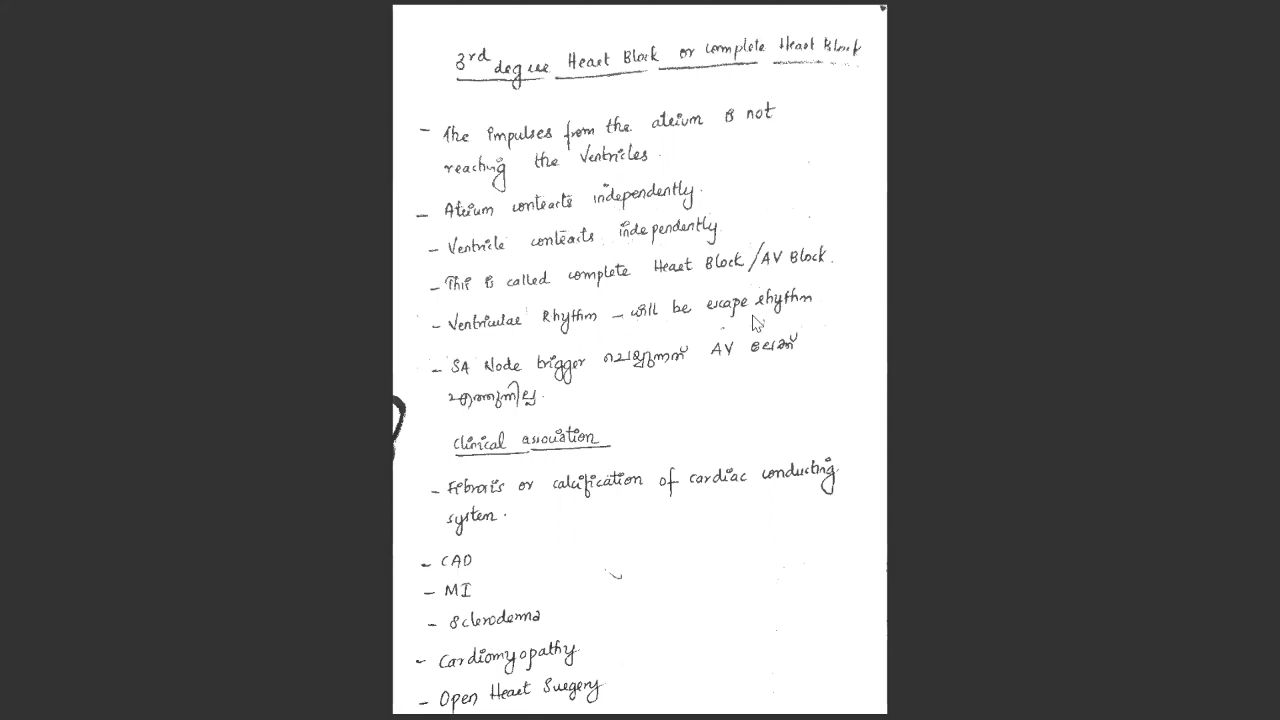 3rd degree Heart Block or complete Heart Block
- The impulses from the atrium is not
reaching the Ventricles.
- Atrium contracts independently.
- Ventricle contracts independently
- This is called complete Heart Block/AV Block.
- Ventricular Rhythm - will be escape rhythm
- SA Node trigger ചെയ്യുന്നത് AV
എത്തുന്നില്ല.
Clinical association
- Fibrosis or calcification of cardiac conducting
system.
- CAD
- MI
- Scleroderma
- Cardiomyopathy
- Open Heart Surgery